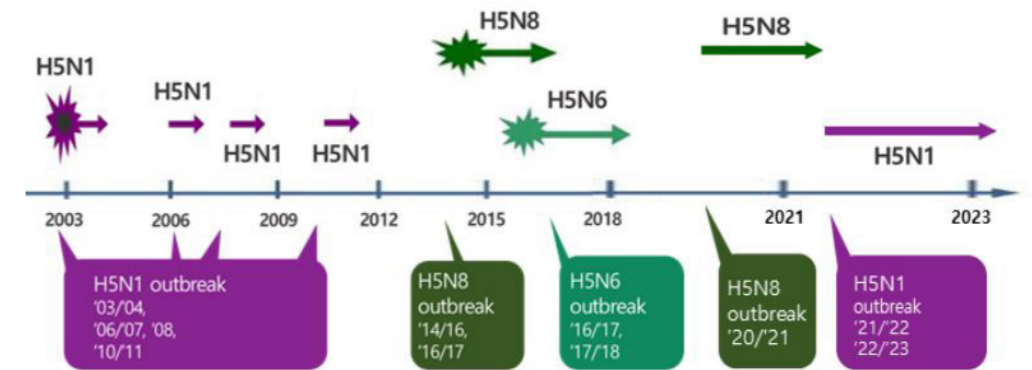 H5N8
H5N8
H5N1
H5N1
H5N6
H5N1
H5N1
H5N1
2003
2006
2009
2012
2015
2018
2021
2023
H5N1 outbreak
'03/04,
'06/07, '08,
'10/11
H5N8
outbreak
'14/16,
'16/17
H5N6
outbreak
'16/17,
'17/18
H5N8
outbreak
'20/'21
H5N1
outbreak
'21/'22
'22/'23